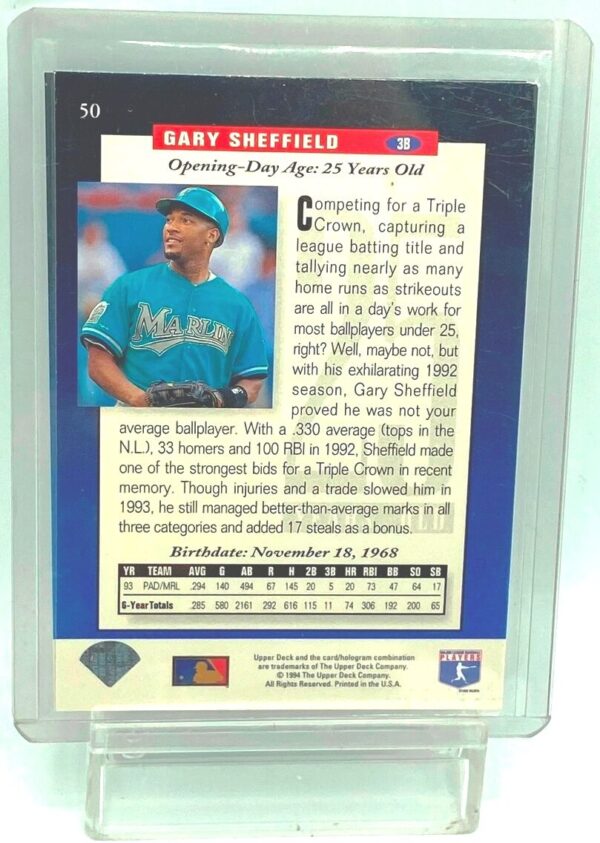 50
GARY SHEFFIELD 3B
Opening-Day Age: 25 Years Old
Competing for a Triple
Crown, capturing a
league batting title and
tallying nearly as many
home runs as strikeouts
are all in a day's work for
most ballplayers under 25,
right? Well, maybe not, but
with his exhilarating 1992
season, Gary Sheffield
proved he was not your
average ballplayer. With a .330 average (tops in the
N.L.), 33 homers and 100 RBI in 1992, Sheffield made
one of the strongest bids for a Triple Crown in recent
memory. Though injuries and a trade slowed him in
1993, he still managed better-than-average marks in all
three categories and added 17 steals as a bonus.
MARLIN
Birthdate: November 18, 1968
YR TEAM AVG G AB R H 2B 3B HR RBI BB SO SB
93 PAD/MRL .294 140 494 67 145 20 5 20 73 47 64 17
6-Year Totals .285 580 2161 292 616 115 11 74 306 192 200 65
Upper Deck and the card/hologram combination
are trademarks of The Upper Deck Company.
© 1994 The Upper Deck Company.
All Rights Reserved. Printed in the U.S.A.
PLAYERS